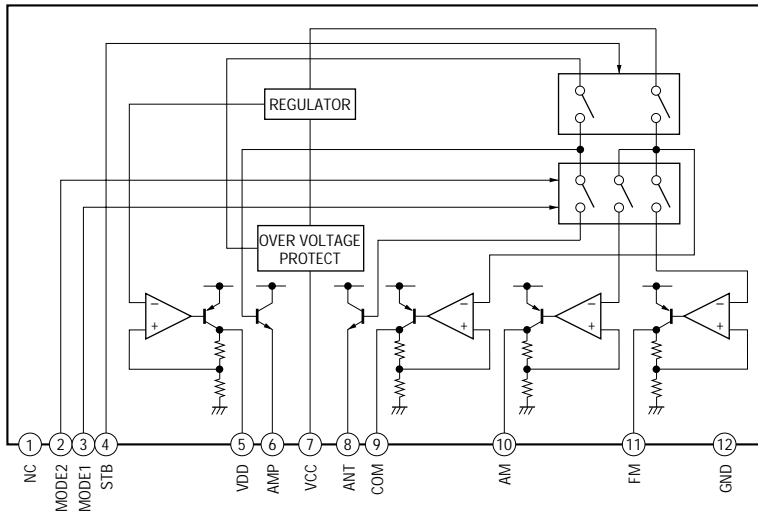 REGULATOR
OVER VOLTAGE
PROTECT
−
+
−
+
−
+
−
+
1
2
3
4
5
6
7
8
9
10
11
12
NC
MODE2
MODE1
STB
VDD
AMP
VCC
ANT
COM
AM
FM
GND